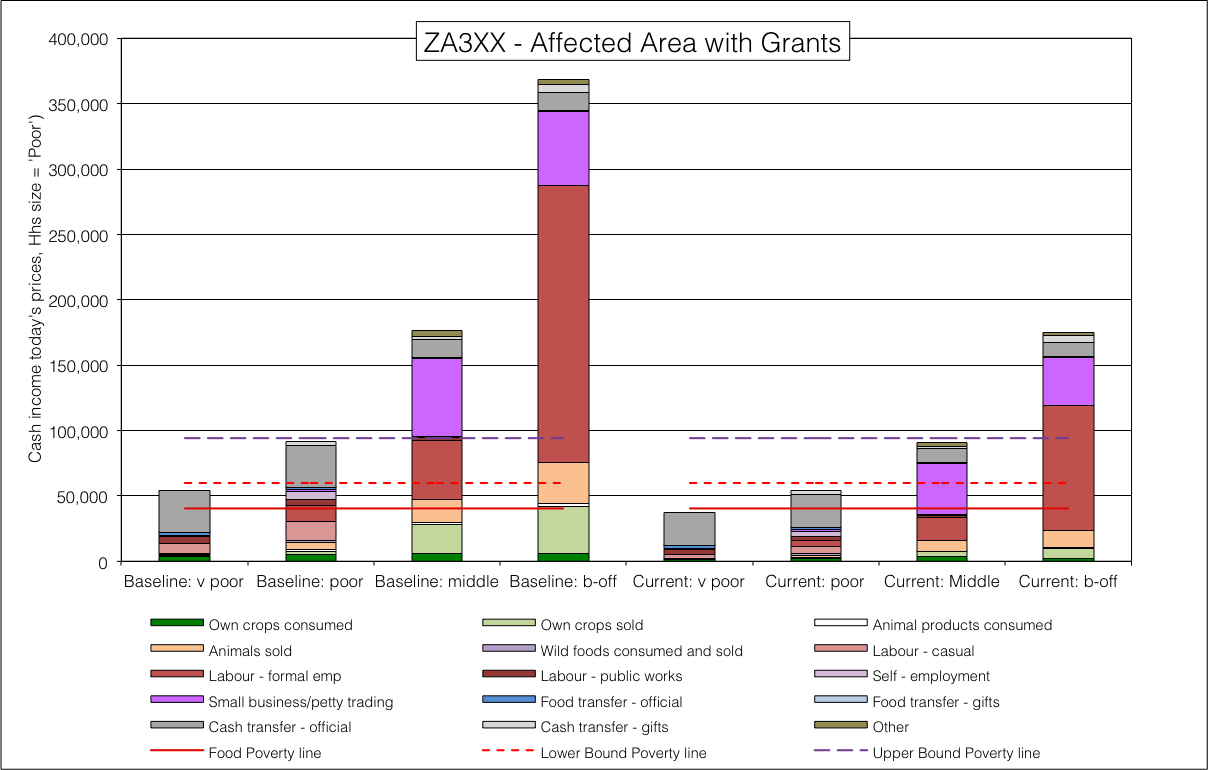 ZA3XX - Affected Area with Grants
Cash income today's prices, Hhs size = 'Poor')
400,000
350,000
300,000
250,000
200,000
150,000
100,000
50,000
0
Baseline: v poor Baseline: poor Baseline: middle Baseline: b-off Current: v poor Current: poor Current: Middle Current: b-off
Own crops consumed Own crops sold Animal products consumed
Animals sold Wild foods consumed and sold Labour - casual
Labour - formal emp Labour - public works Self - employment
Small business/petty trading Food transfer - official Food transfer - gifts
Cash transfer - official Cash transfer - gifts Other
Food Poverty line Lower Bound Poverty line Upper Bound Poverty line